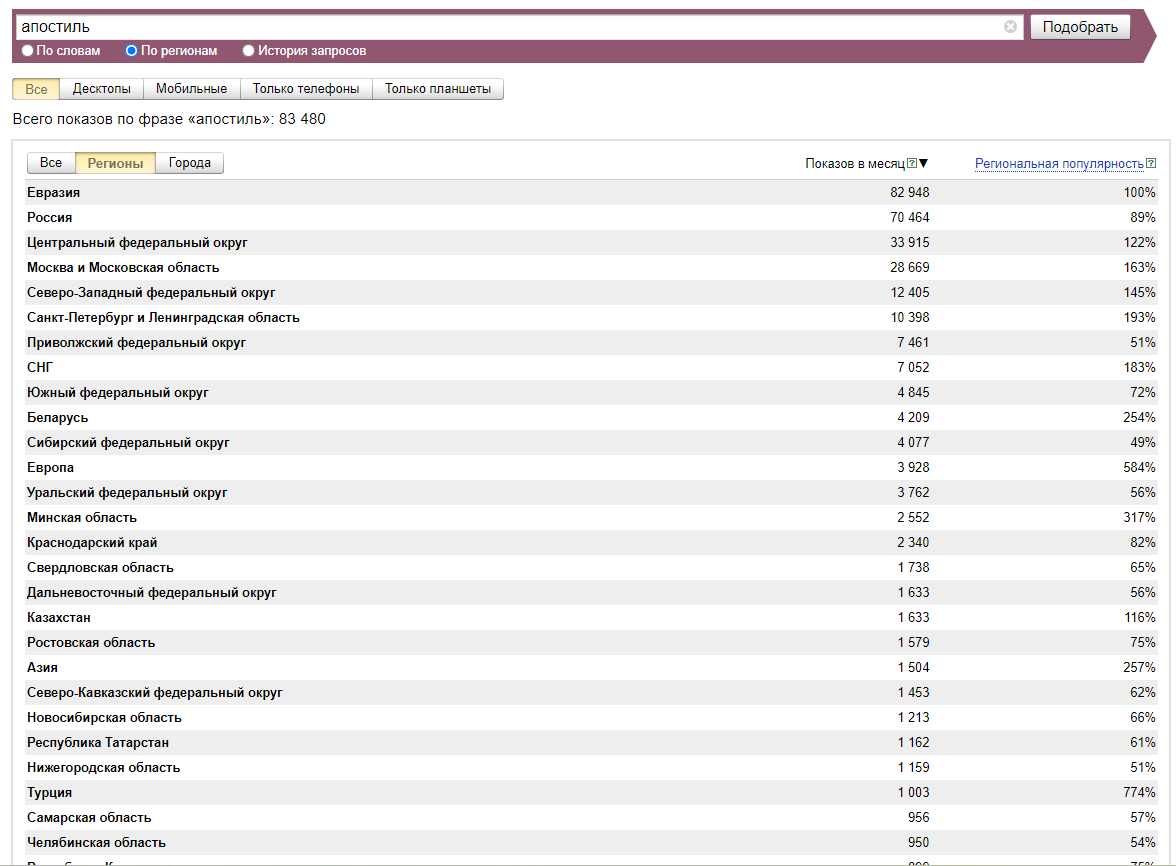 апостиль
Подобрать
По словам По регионам История запросов
Все Десктопы Мобильные Только телефоны Только планшеты
Всего показов по фразе «апостиль»: 83 480
Все Регионы Города Показов в месяц[?]▼ Региональная популярность[?]
Евразия 82 948 100%
Россия 70 464 89%
Центральный федеральный округ 33 915 122%
Москва и Московская область 28 669 163%
Северо-Западный федеральный округ 12 405 145%
Санкт-Петербург и Ленинградская область 10 398 193%
Приволжский федеральный округ 7 461 51%
СНГ 7 052 183%
Южный федеральный округ 4 845 72%
Беларусь 4 209 254%
Сибирский федеральный округ 4 077 49%
Европа 3 928 584%
Уральский федеральный округ 3 762 56%
Минская область 2 552 317%
Краснодарский край 2 340 82%
Свердловская область 1 738 65%
Дальневосточный федеральный округ 1 633 56%
Казахстан 1 633 116%
Ростовская область 1 579 75%
Азия 1 504 257%
Северо-Кавказский федеральный округ 1 453 62%
Новосибирская область 1 213 66%
Республика Татарстан 1 162 61%
Нижегородская область 1 159 51%
Турция 1 003 774%
Самарская область 956 57%
Челябинская область 950 54%